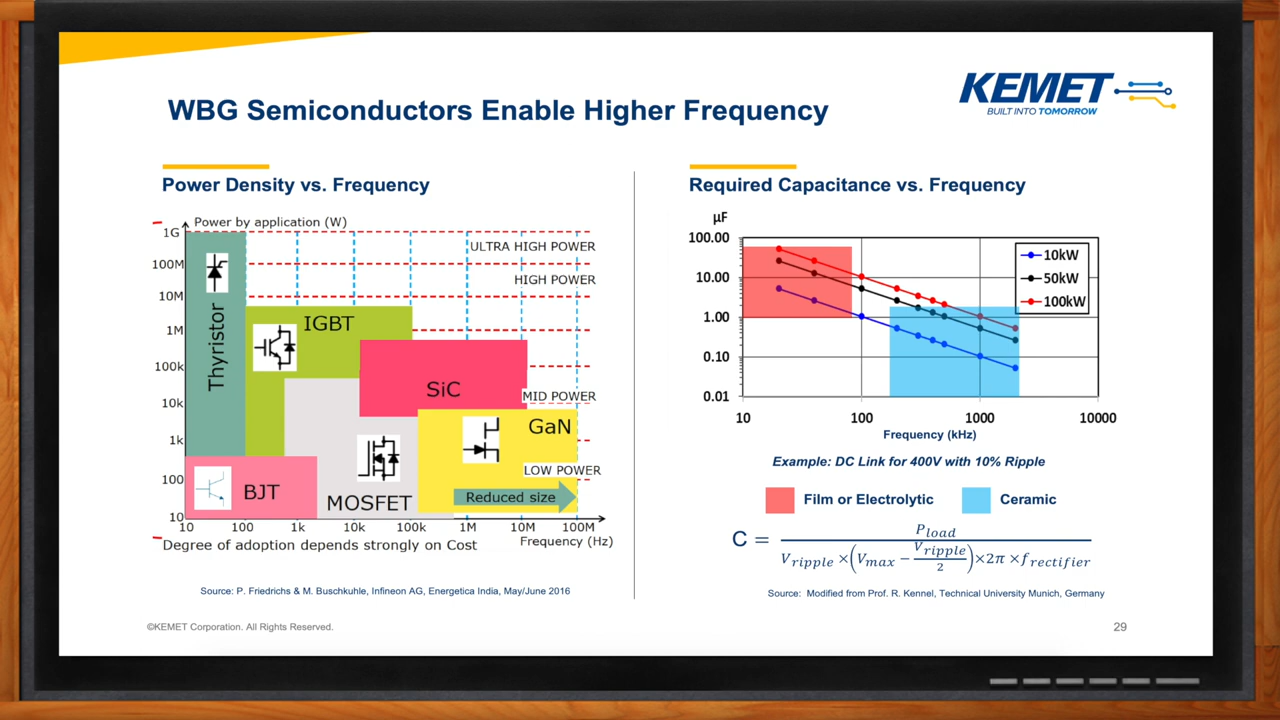 WBG Semiconductors Enable Higher Frequency
KEMET
BUILT INTO TOMORROW
Power Density vs. Frequency
Power by application (W)
1G
100M
10M
1M
100k
10k
1k
100
10
ULTRA HIGH POWER
HIGH POWER
MID POWER
LOW POWER
Thyristor
IGBT
SiC
GaN
BJT
MOSFET
Reduced size
10 100 1k 10k 100k 1M 10M 100M
Frequency (Hz)
Degree of adoption depends strongly on Cost
Source: P. Friedrichs & M. Buschkuhle, Infineon AG, Energetica India, May/June 2016
Required Capacitance vs. Frequency
µF
100.00
10.00
1.00
0.10
0.01
10kW
50kW
100kW
10 100 1000 10000
Frequency (kHz)
Example: DC Link for 400V with 10% Ripple
Film or Electrolytic
Ceramic
C = P_load / (V_ripple × (V_max − V_ripple/2) × 2π × f_rectifier)
Source: Modified from Prof. R. Kennel, Technical University Munich, Germany
©KEMET Corporation. All Rights Reserved.
29